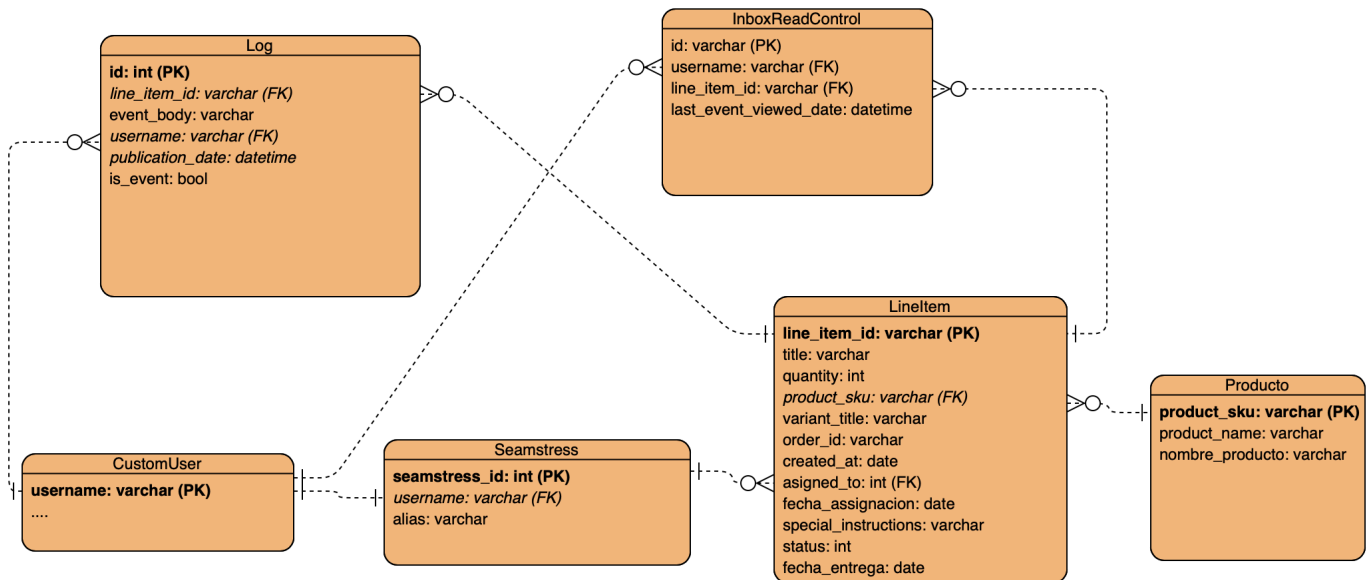 Log
id: int (PK)
line_item_id: varchar (FK)
event_body: varchar
username: varchar (FK)
publication_date: datetime
is_event: bool
InboxReadControl
id: varchar (PK)
username: varchar (FK)
line_item_id: varchar (FK)
last_event_viewed_date: datetime
CustomUser
username: varchar (PK)
....
Seamstress
seamstress_id: int (PK)
username: varchar (FK)
alias: varchar
LineItem
line_item_id: varchar (PK)
title: varchar
quantity: int
product_sku: varchar (FK)
variant_title: varchar
order_id: varchar
created_at: date
asigned_to: int (FK)
fecha_assignacion: date
special_instructions: varchar
status: int
fecha_entrega: date
Producto
product_sku: varchar (PK)
product_name: varchar
nombre_producto: varchar